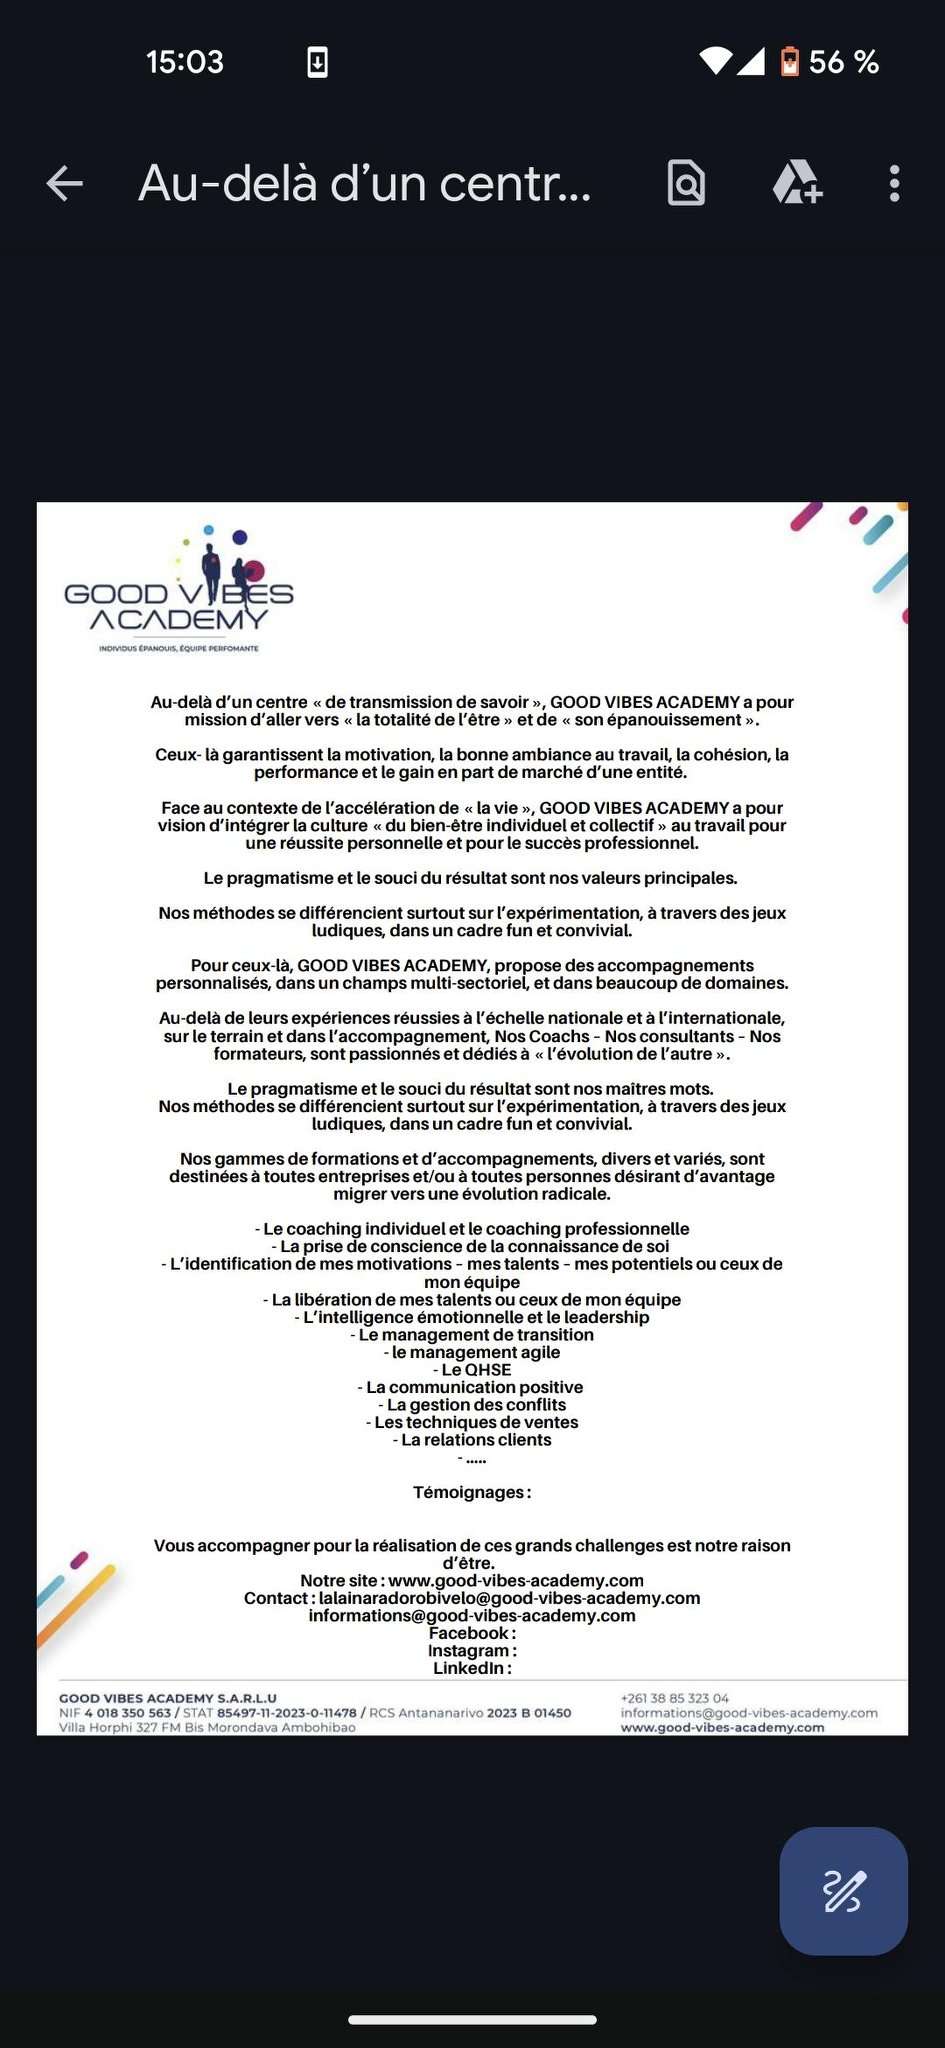 15:03
56 %
Au-delà d’un centr...
GOOD VIBES
ACADEMY
INDIVIDUS ÉPANOUIS, ÉQUIPE PERFOMANTE
Au-delà d’un centre « de transmission de savoir », GOOD VIBES ACADEMY a pour
mission d’aller vers « la totalité de l’être » et de « son épanouissement ».
Ceux- là garantissent la motivation, la bonne ambiance au travail, la cohésion, la
performance et le gain en part de marché d’une entité.
Face au contexte de l’accélération de « la vie », GOOD VIBES ACADEMY a pour
vision d’intégrer la culture « du bien-être individuel et collectif » au travail pour
une réussite personnelle et pour le succès professionnel.
Le pragmatisme et le souci du résultat sont nos valeurs principales.
Nos méthodes se différencient surtout sur l’expérimentation, à travers des jeux
ludiques, dans un cadre fun et convivial.
Pour ceux-là, GOOD VIBES ACADEMY, propose des accompagnements
personnalisés, dans un champs multi-sectoriel, et dans beaucoup de domaines.
Au-delà de leurs expériences réussies à l’échelle nationale et à l’internationale,
sur le terrain et dans l’accompagnement, Nos Coachs – Nos consultants – Nos
formateurs, sont passionnés et dédiés à « l’évolution de l’autre ».
Le pragmatisme et le souci du résultat sont nos maîtres mots.
Nos méthodes se différencient surtout sur l’expérimentation, à travers des jeux
ludiques, dans un cadre fun et convivial.
Nos gammes de formations et d’accompagnements, divers et variés, sont
destinées à toutes entreprises et/ou à toutes personnes désirant d’avantage
migrer vers une évolution radicale.
- Le coaching individuel et le coaching professionnelle
- La prise de conscience de la connaissance de soi
- L’identification de mes motivations – mes talents – mes potentiels ou ceux de
mon équipe
- La libération de mes talents ou ceux de mon équipe
- L’intelligence émotionnelle et le leadership
- Le management de transition
- le management agile
- Le QHSE
- La communication positive
- La gestion des conflits
- Les techniques de ventes
- La relations clients
- .....
Témoignages :
Vous accompagner pour la réalisation de ces grands challenges est notre raison
d’être.
Notre site : www.good-vibes-academy.com
Contact : lalainaradorobivelo@good-vibes-academy.com
informations@good-vibes-academy.com
Facebook :
Instagram :
LinkedIn :
GOOD VIBES ACADEMY S.A.R.L.U
NIF 4 018 350 563 / STAT 85497-11-2023-0-11478 / RCS Antananarivo 2023 B 01450
Villa Horphi 327 FM Bis Morondava Ambohibao
+261 38 85 323 04
informations@good-vibes-academy.com
www.good-vibes-academy.com